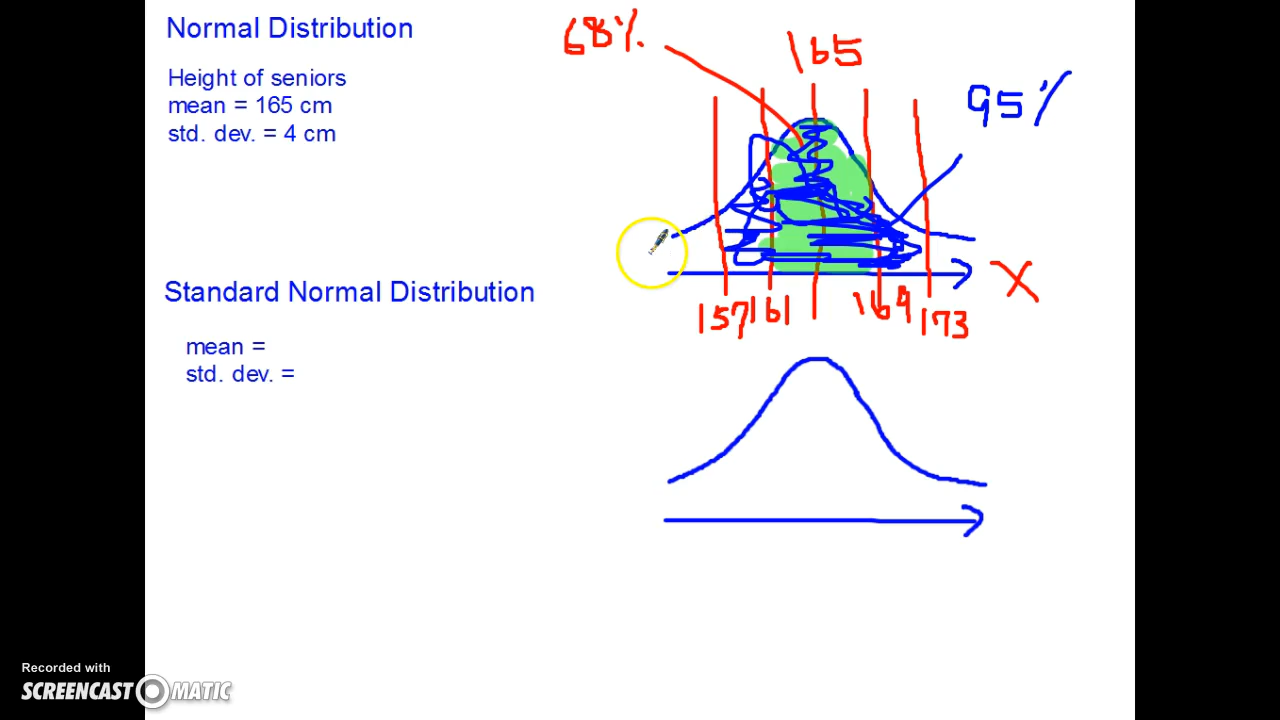 Normal Distribution
Height of seniors
mean = 165 cm
std. dev. = 4 cm
68%
165
95%
157 161 169 173
X
Standard Normal Distribution
mean =
std. dev. =
Recorded with
SCREENCAST MATIC